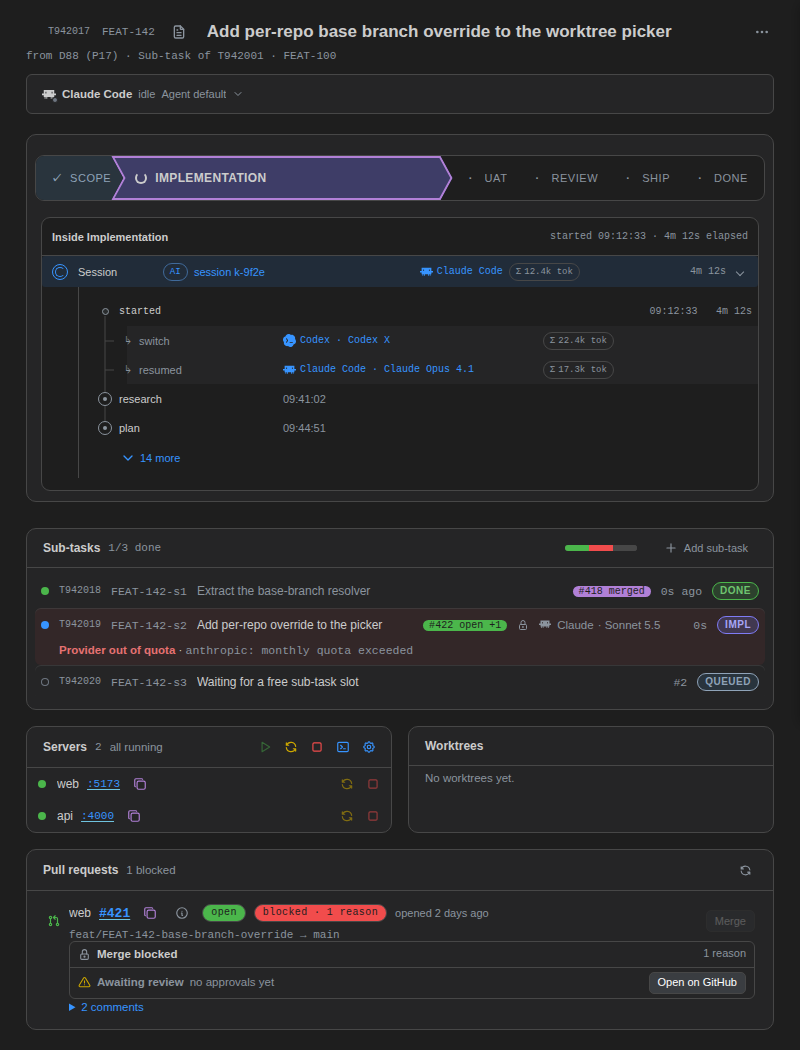 T942017 FEAT-142 Add per-repo base branch override to the worktree picker
from D88 (P17) · Sub-task of T942001 · FEAT-100
Claude Code idle Agent default
SCOPE IMPLEMENTATION · UAT · REVIEW · SHIP · DONE
Inside Implementation started 09:12:33 · 4m 12s elapsed
Session AI session k-9f2e Claude Code Σ 12.4k tok 4m 12s
started 09:12:33 4m 12s
↳ switch Codex · Codex X Σ 22.4k tok
↳ resumed Claude Code · Claude Opus 4.1 Σ 17.3k tok
research 09:41:02
plan 09:44:51
14 more
Sub-tasks 1/3 done Add sub-task
T942018 FEAT-142-s1 Extract the base-branch resolver #418 merged 0s ago DONE
T942019 FEAT-142-s2 Add per-repo override to the picker #422 open +1 Claude · Sonnet 5.5 0s IMPL
Provider out of quota · anthropic: monthly quota exceeded
T942020 FEAT-142-s3 Waiting for a free sub-task slot #2 QUEUED
Servers 2 all running
web :5173
api :4000
Worktrees
No worktrees yet.
Pull requests 1 blocked
web #421 open blocked · 1 reason opened 2 days ago
Merge
feat/FEAT-142-base-branch-override → main
Merge blocked 1 reason
Awaiting review no approvals yet Open on GitHub
2 comments